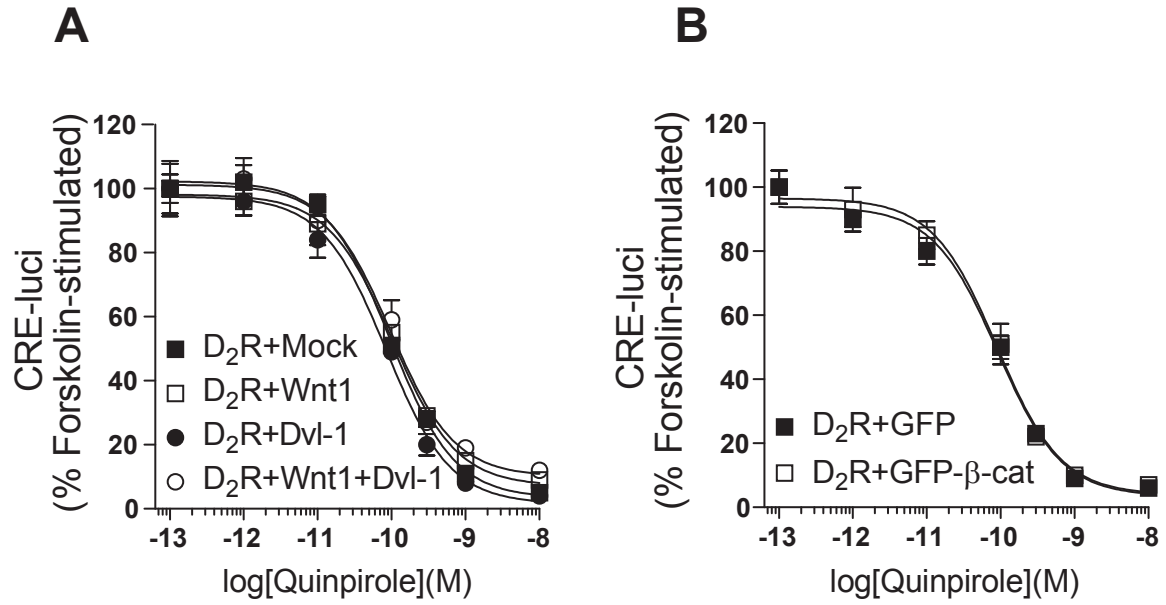 A
CRE-luci
(% Forskolin-stimulated)
120
100
80
60
40
20
0
D₂R+Mock
D₂R+Wnt1
D₂R+Dvl-1
D₂R+Wnt1+Dvl-1
-13 -12 -11 -10 -9 -8
log[Quinpirole](M)
B
CRE-luci
(% Forskolin-stimulated)
120
100
80
60
40
20
0
D₂R+GFP
D₂R+GFP-β-cat
-13 -12 -11 -10 -9 -8
log[Quinpirole](M)